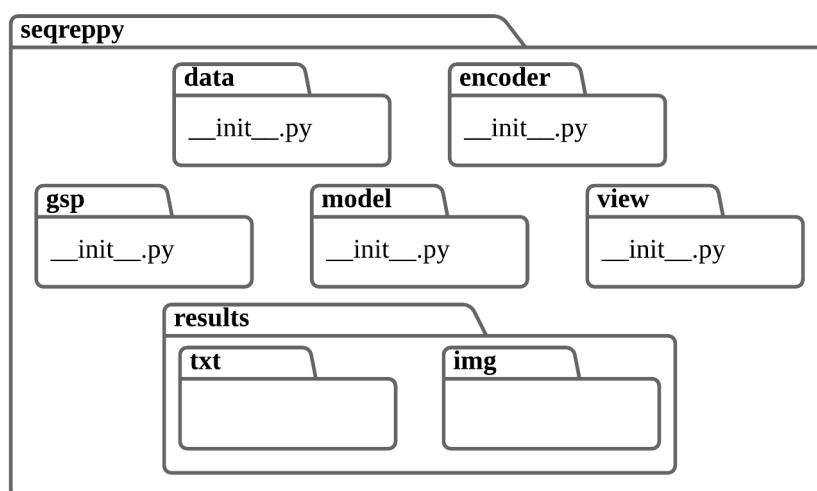 seqreppy
data
encoder
__init__.py
__init__.py
gsp
model
view
__init__.py
__init__.py
__init__.py
results
txt
img